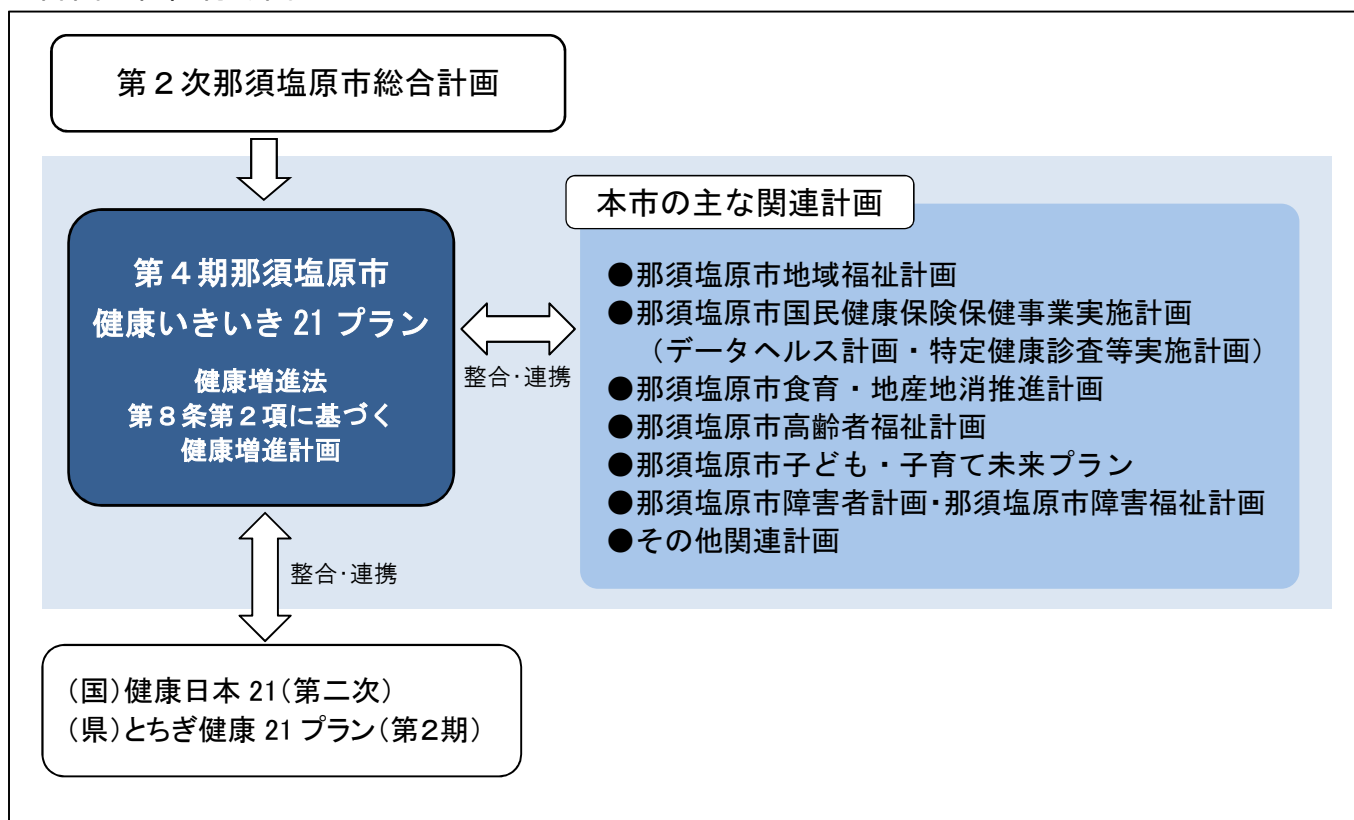 第２次那須塩原市総合計画
第４期那須塩原市
健康いきいき 21 プラン
健康増進法
第８条第２項に基づく
健康増進計画
整合･連携
本市の主な関連計画
●那須塩原市地域福祉計画
●那須塩原市国民健康保険保健事業実施計画
（データヘルス計画・特定健康診査等実施計画）
●那須塩原市食育・地産地消推進計画
●那須塩原市高齢者福祉計画
●那須塩原市子ども・子育て未来プラン
●那須塩原市障害者計画･那須塩原市障害福祉計画
●その他関連計画
整合･連携
（国）健康日本 21（第二次）
（県）とちぎ健康 21 プラン（第２期）